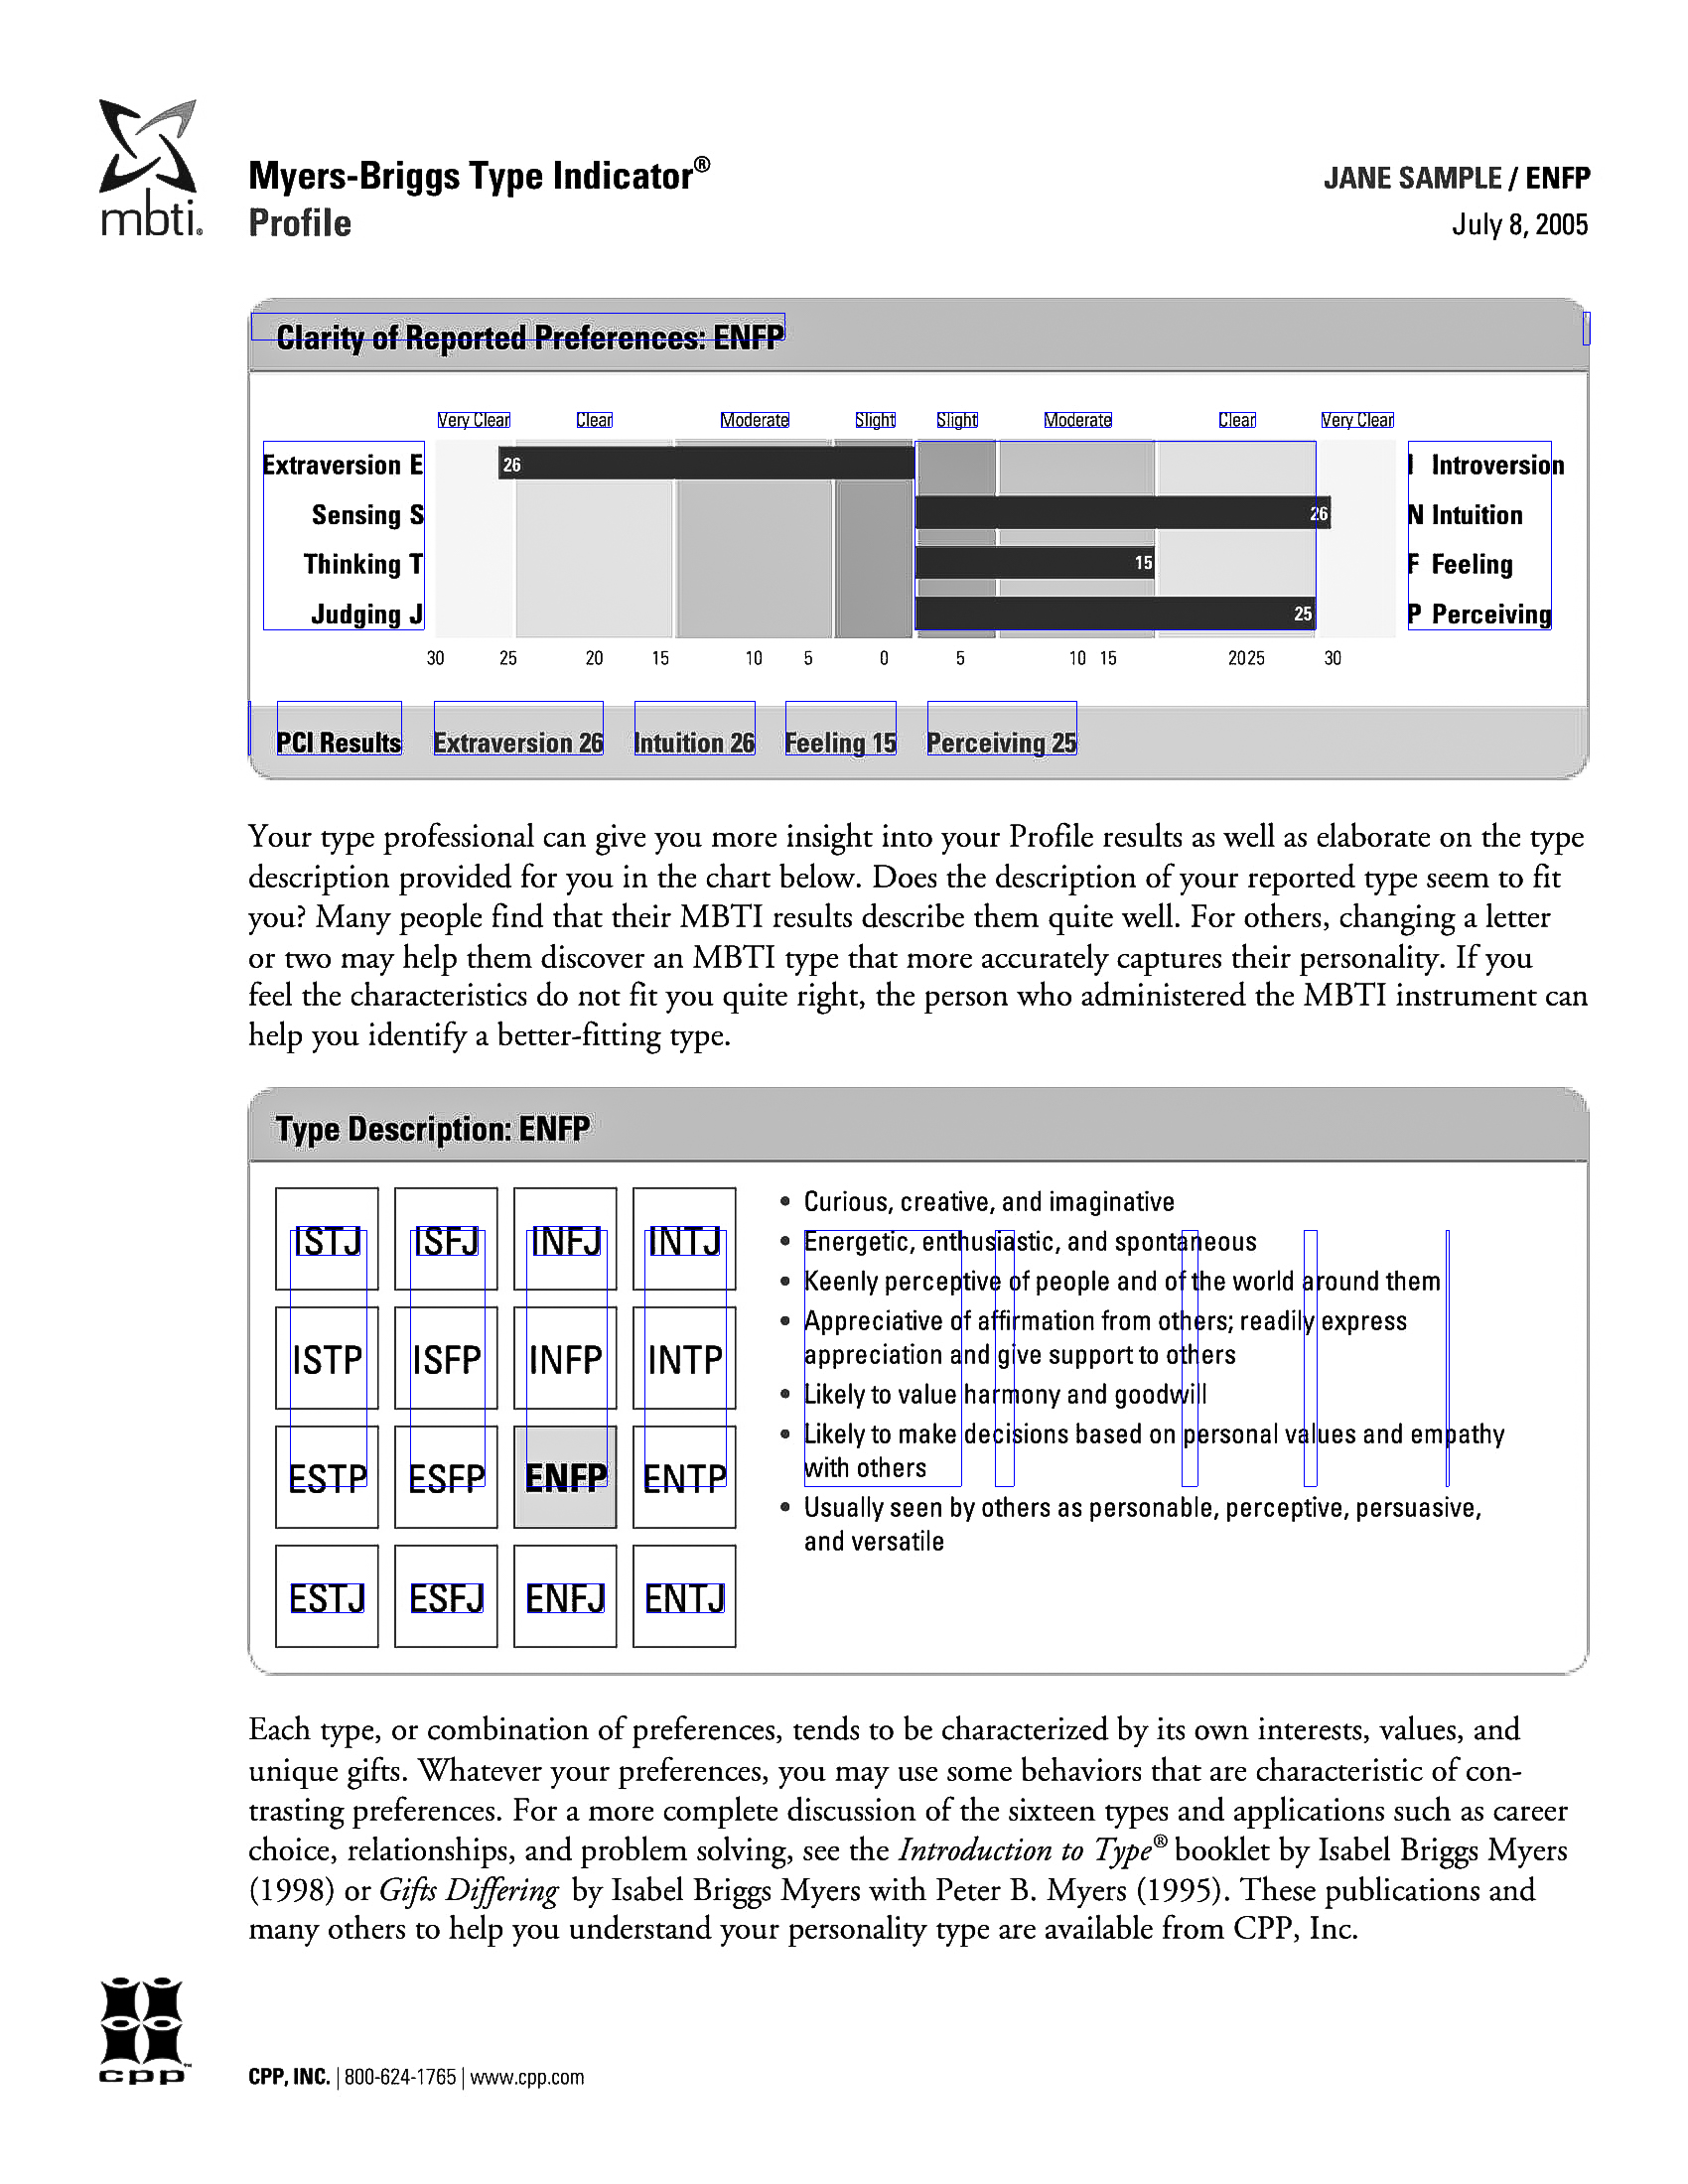 mbti®
Myers-Briggs Type Indicator®
Profile
JANE SAMPLE / ENFP
July 8, 2005
Clarity of Reported Preferences: ENFP
Very Clear Clear Moderate Slight Slight Moderate Clear Very Clear
Extraversion E 26 I Introversion
Sensing S 26 N Intuition
Thinking T 15 F Feeling
Judging J 25 P Perceiving
30 25 20 15 10 5 0 5 10 15 20 25 30
PCI Results Extraversion 26 Intuition 26 Feeling 15 Perceiving 25
Your type professional can give you more insight into your Profile results as well as elaborate on the type
description provided for you in the chart below. Does the description of your reported type seem to fit
you? Many people find that their MBTI results describe them quite well. For others, changing a letter
or two may help them discover an MBTI type that more accurately captures their personality. If you
feel the characteristics do not fit you quite right, the person who administered the MBTI instrument can
help you identify a better-fitting type.
Type Description: ENFP
ISTJ ISFJ INFJ INTJ
ISTP ISFP INFP INTP
ESTP ESFP ENFP ENTP
ESTJ ESFJ ENFJ ENTJ
• Curious, creative, and imaginative
• Energetic, enthusiastic, and spontaneous
• Keenly perceptive of people and of the world around them
• Appreciative of affirmation from others; readily express
appreciation and give support to others
• Likely to value harmony and goodwill
• Likely to make decisions based on personal values and empathy
with others
• Usually seen by others as personable, perceptive, persuasive,
and versatile
Each type, or combination of preferences, tends to be characterized by its own interests, values, and
unique gifts. Whatever your preferences, you may use some behaviors that are characteristic of con-
trasting preferences. For a more complete discussion of the sixteen types and applications such as career
choice, relationships, and problem solving, see the Introduction to Type® booklet by Isabel Briggs Myers
(1998) or Gifts Differing by Isabel Briggs Myers with Peter B. Myers (1995). These publications and
many others to help you understand your personality type are available from CPP, Inc.
cpp™
CPP, INC. | 800-624-1765 | www.cpp.com